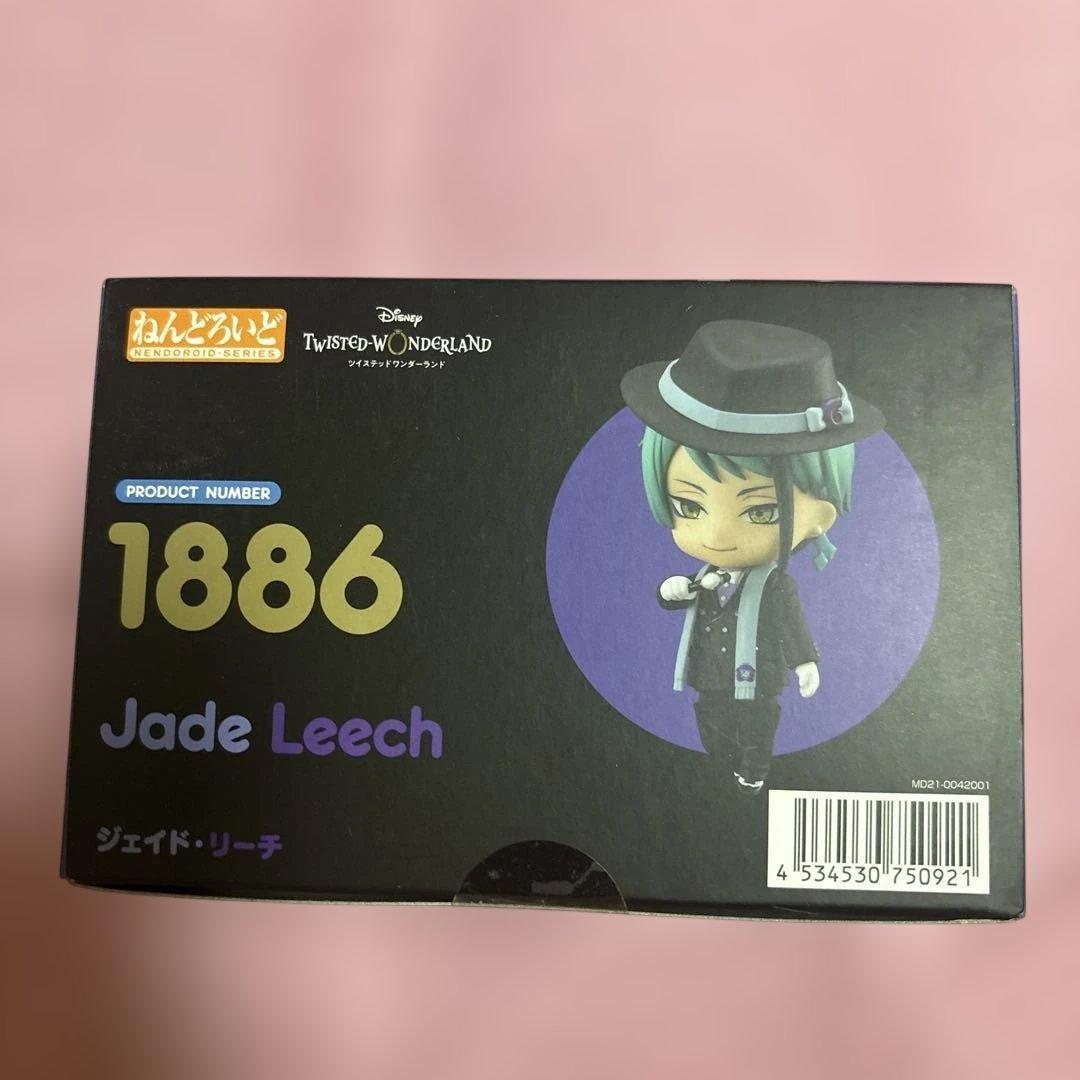 ねんどろいど
NENDOROID-SERIES
Disney
TWISTED-WONDERLAND
ツイステッドワンダーランド
PRODUCT NUMBER
1886
Jade Leech
ジェイド・リーチ
MD21-0042001
4 534530 750921